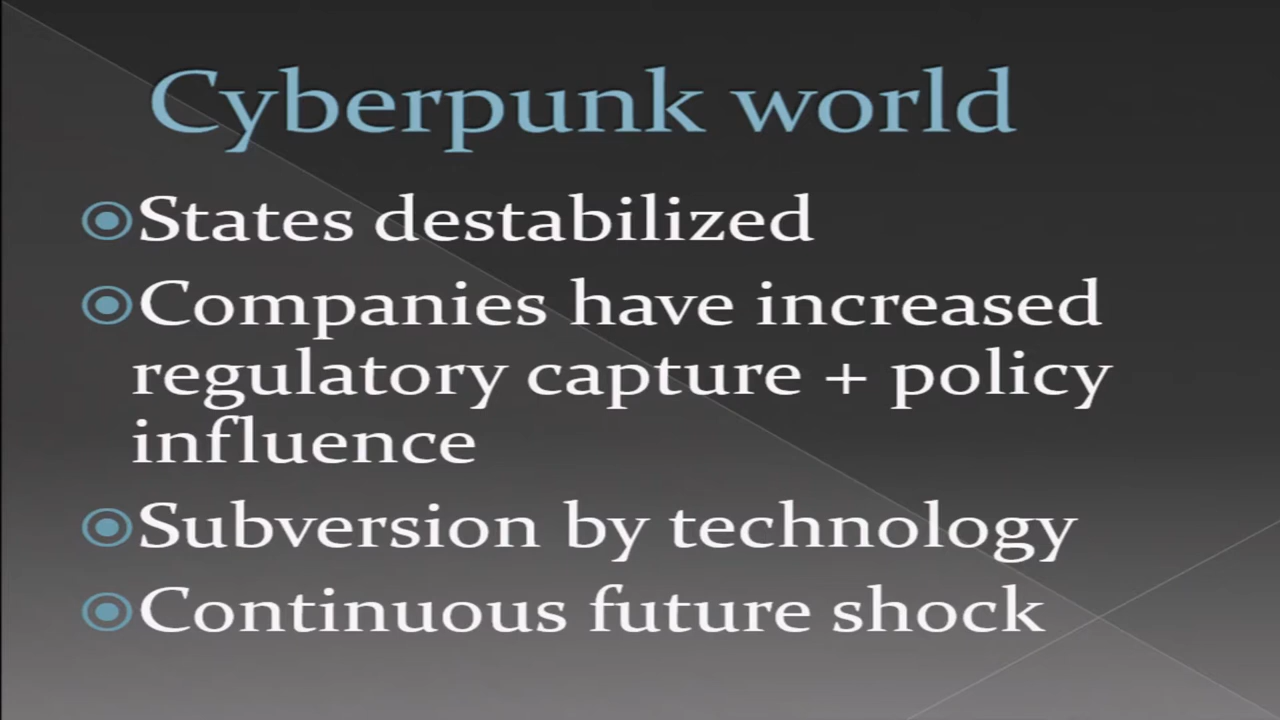 Cyberpunk world
States destabilized
Companies have increased
regulatory capture + policy
influence
Subversion by technology
Continuous future shock